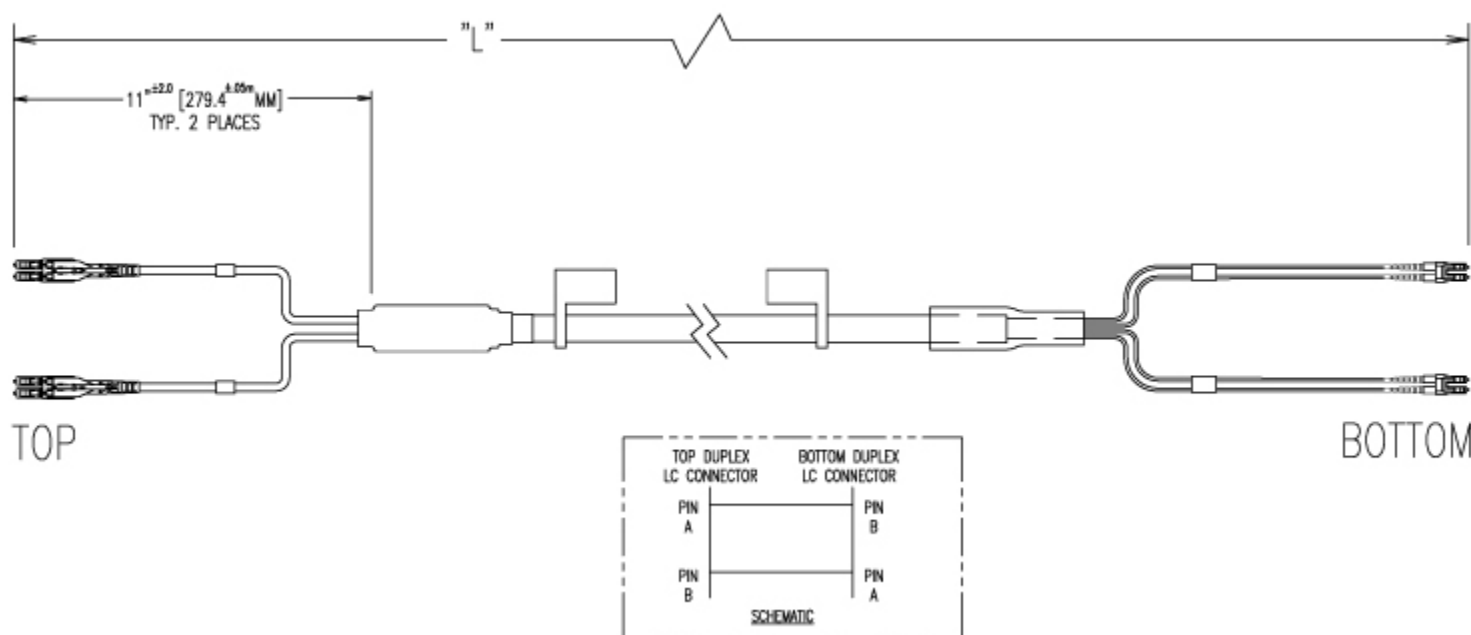 "L"
11"±2.0 [279.4±.05m MM]
TYP. 2 PLACES
TOP
BOTTOM
TOP DUPLEX
LC CONNECTOR
BOTTOM DUPLEX
LC CONNECTOR
PIN
A
PIN
B
PIN
B
PIN
A
SCHEMATIC